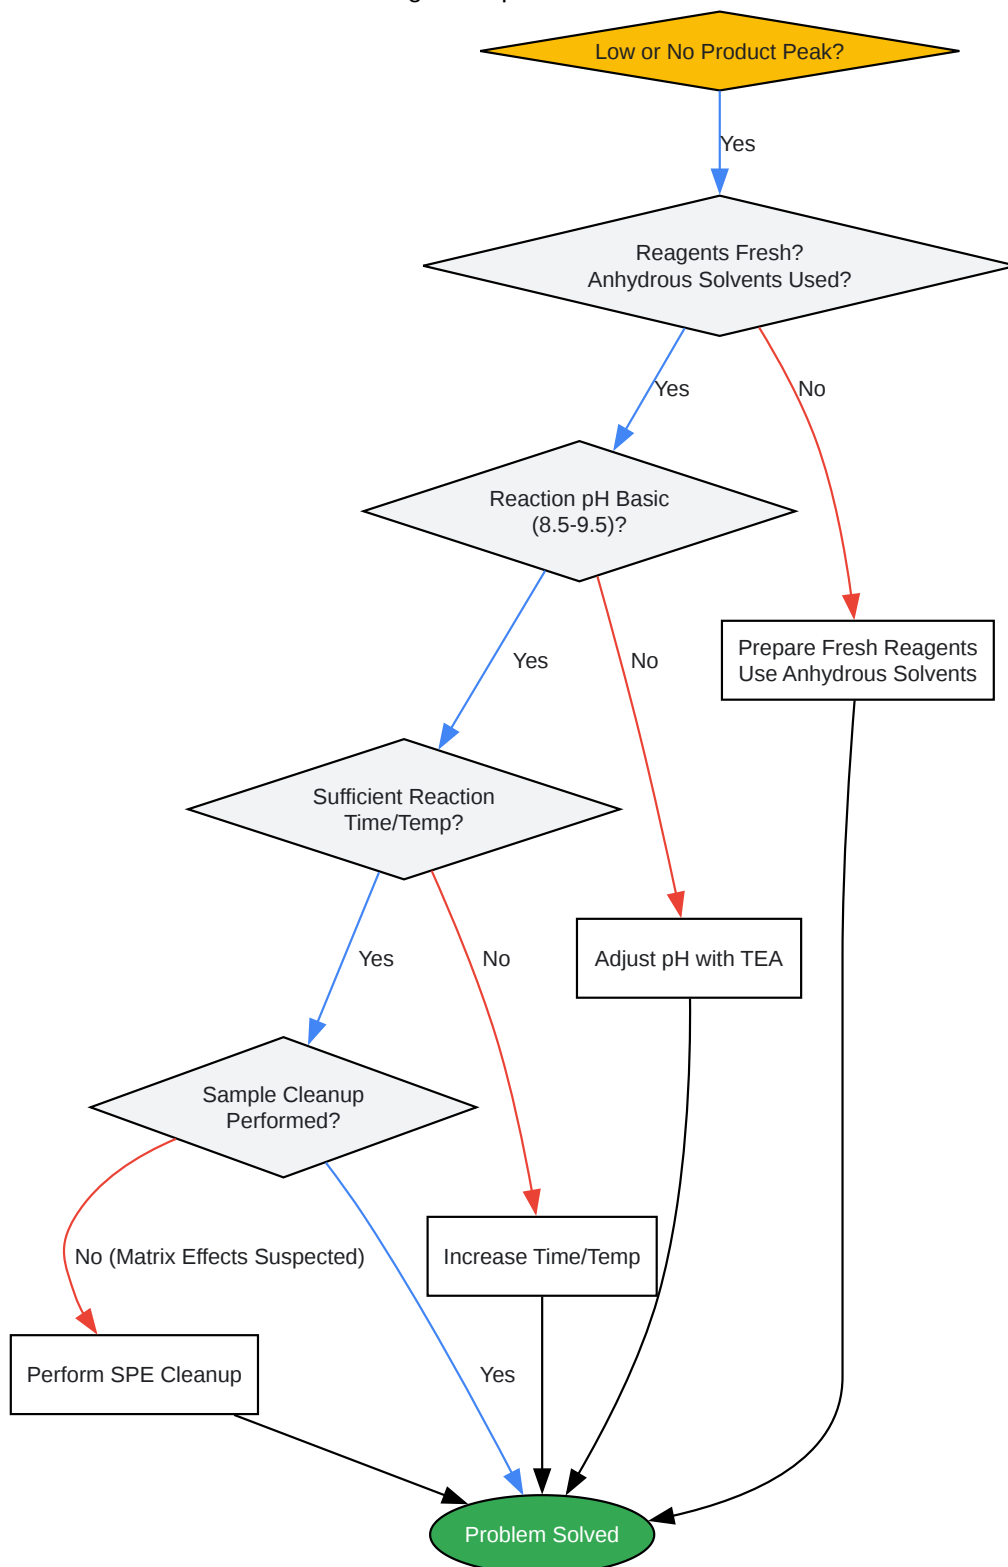 Low or No Product Peak?
Yes
Reagents Fresh?
Anhydrous Solvents Used?
Yes
No
Reaction pH Basic
(8.5-9.5)?
Yes
No
Prepare Fresh Reagents
Use Anhydrous Solvents
Sufficient Reaction
Time/Temp?
Yes
No
Adjust pH with TEA
Sample Cleanup
Performed?
No (Matrix Effects Suspected)
Increase Time/Temp
Yes
Perform SPE Cleanup
Problem Solved